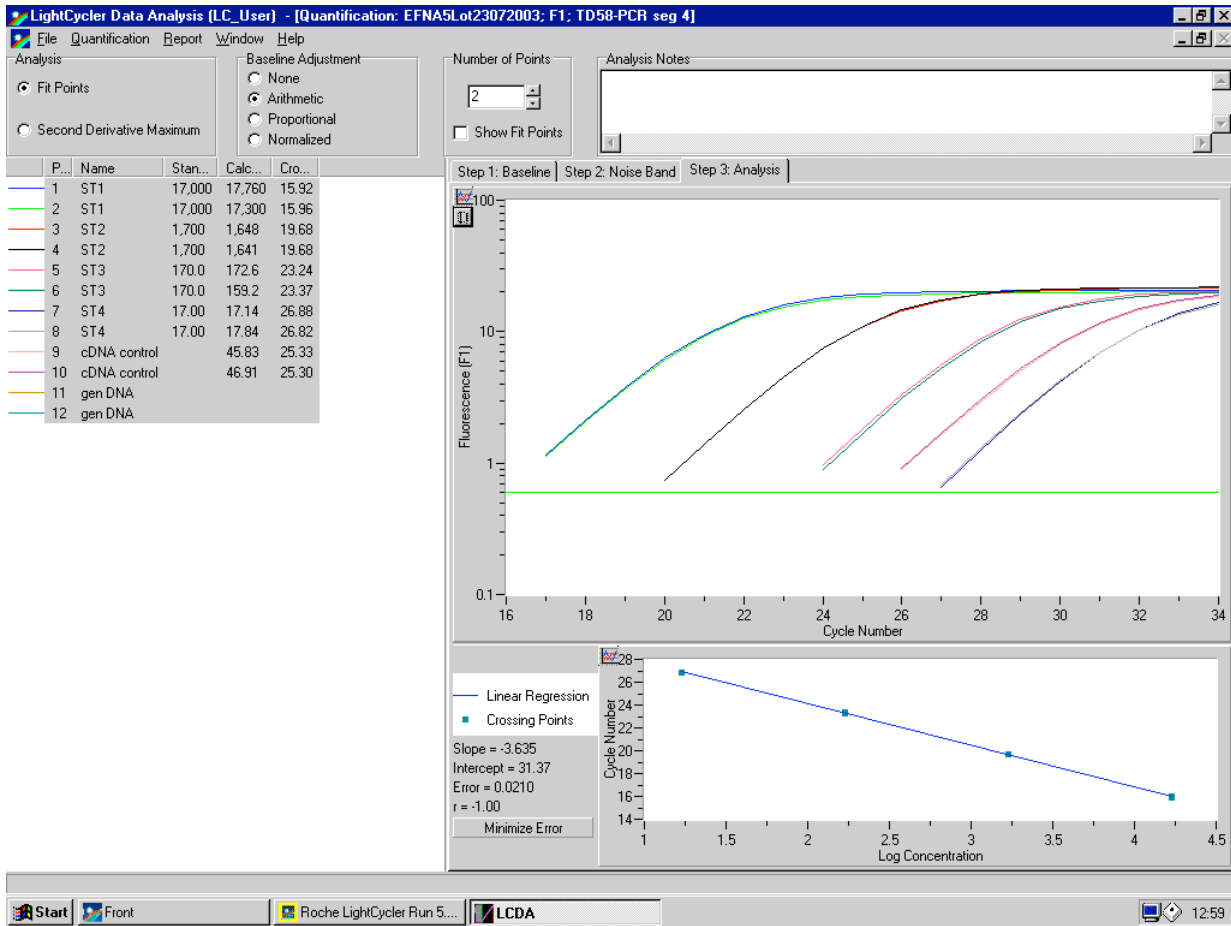 LightCycler Data Analysis (LC_User) - [Quantification: EFNA5Lot23072003; F1; TD58-PCR seg 4]
File Quantification Report Window Help
Analysis
Fit Points
Second Derivative Maximum
Baseline Adjustment
None
Arithmetic
Proportional
Normalized
Number of Points
2
Show Fit Points
Analysis Notes
P... Name Stan... Calc... Cro...
1 ST1 17,000 17,760 15.92
2 ST1 17,000 17,300 15.96
3 ST2 1,700 1,648 19.68
4 ST2 1,700 1,641 19.68
5 ST3 170.0 172.6 23.24
6 ST3 170.0 159.2 23.37
7 ST4 17.00 17.14 26.88
8 ST4 17.00 17.84 26.82
9 cDNA control 45.83 25.33
10 cDNA control 46.91 25.30
11 gen DNA
12 gen DNA
Step 1: Baseline Step 2: Noise Band Step 3: Analysis
100
10
1
0.1
Fluorescence (F1)
16 18 20 22 24 26 28 30 32 34
Cycle Number
Linear Regression
Crossing Points
Slope = -3.635
Intercept = 31.37
Error = 0.0210
r = -1.00
Minimize Error
28
26
24
22
20
18
16
14
Cycle Number
1 1.5 2 2.5 3 3.5 4 4.5
Log Concentration
Start Front Roche LightCycler Run 5.... LCDA 12:59